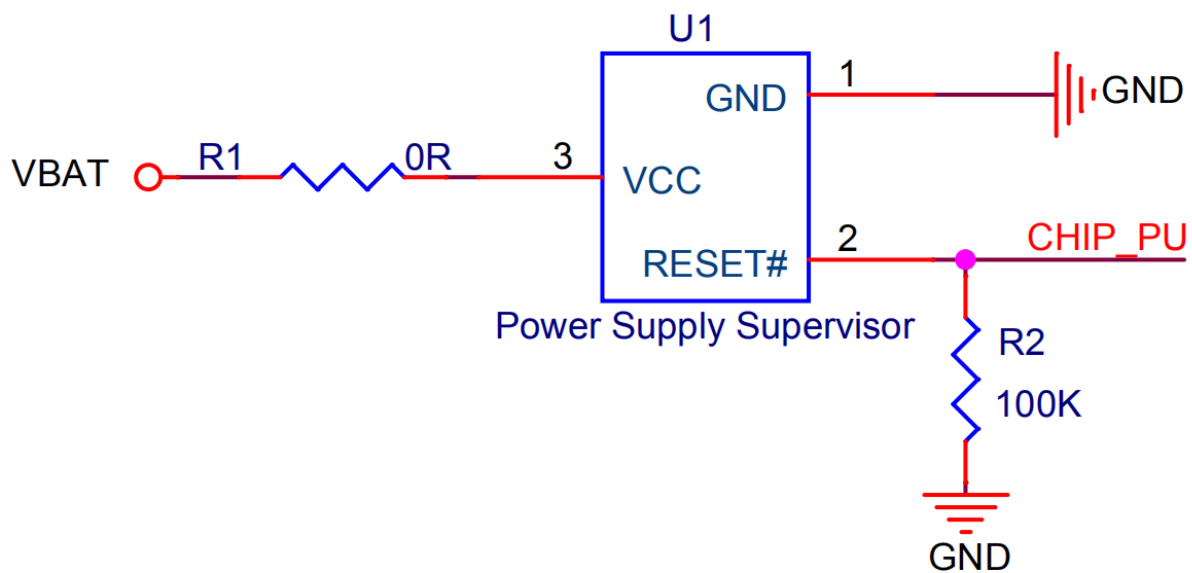 U1
1
GND
GND
R1
0R
3
VBAT
VCC
2
CHIP_PU
RESET#
Power Supply Supervisor
R2
100K
GND